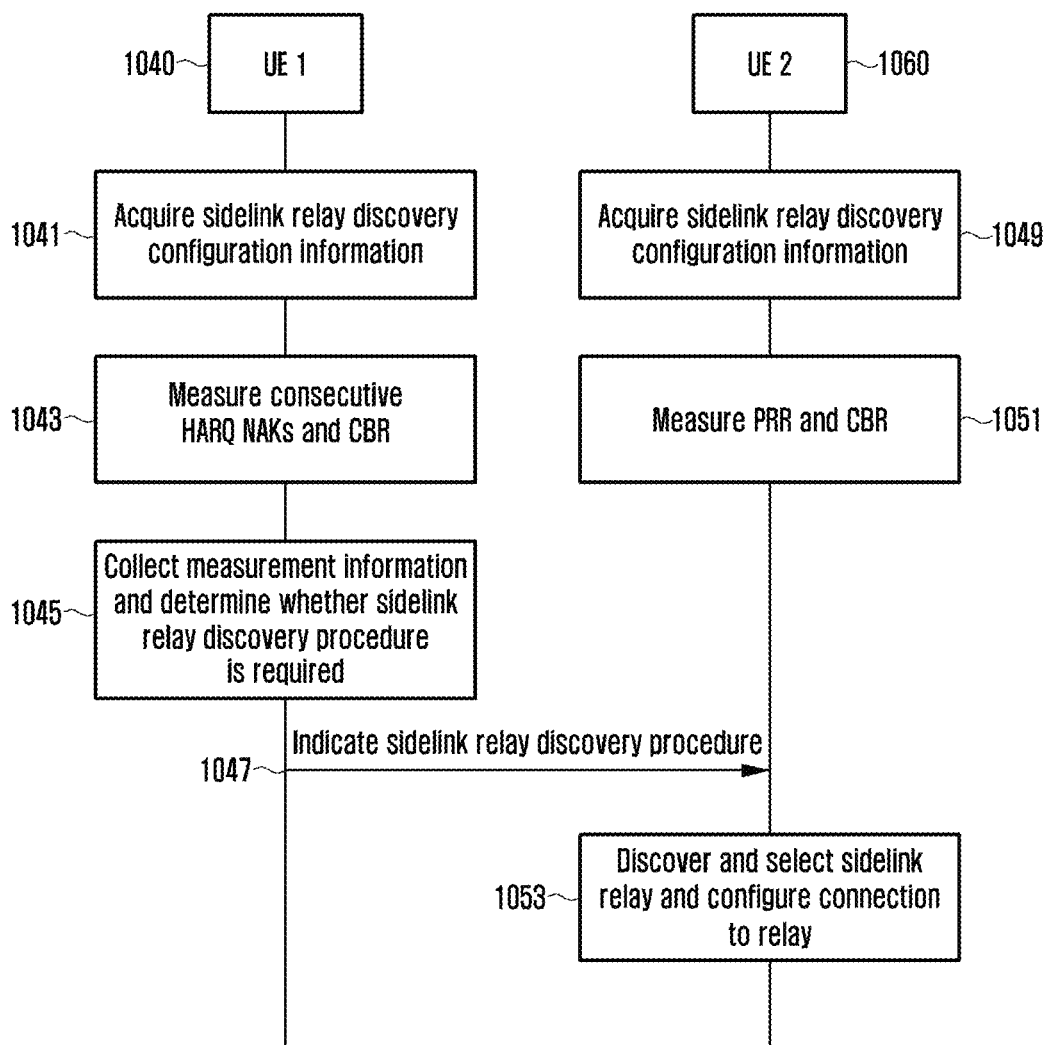 1040
UE 1
UE 2
1060
1041
Acquire sidelink relay discovery
configuration information
Acquire sidelink relay discovery
configuration information
1049
1043
Measure consecutive
HARQ NAKs and CBR
Measure PRR and CBR
1051
1045
Collect measurement information
and determine whether sidelink
relay discovery procedure
is required
Indicate sidelink relay discovery procedure
1047
1053
Discover and select sidelink
relay and configure connection
to relay